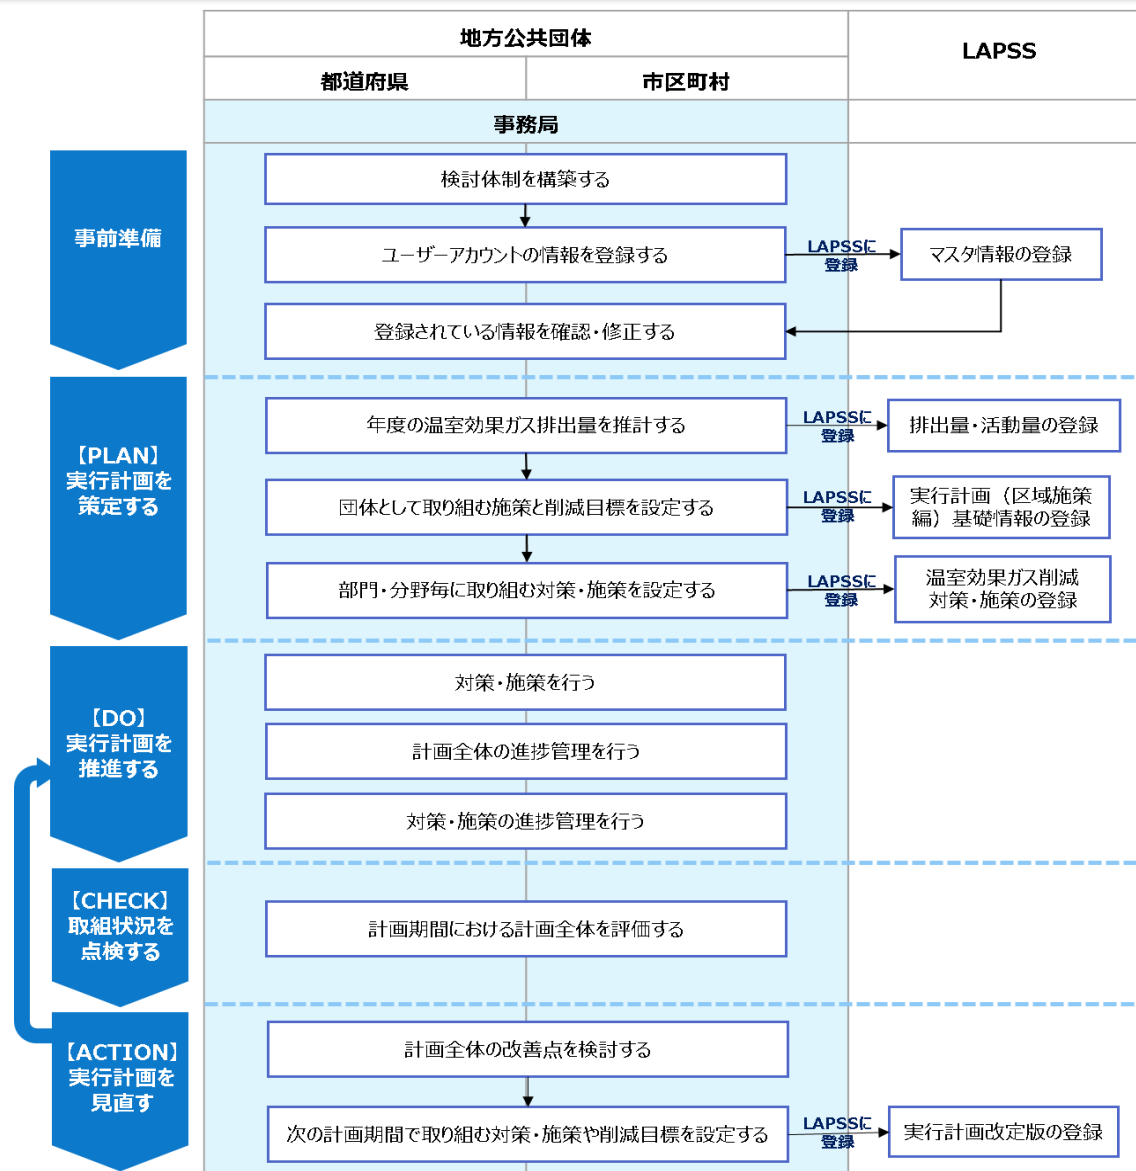 地方公共団体
LAPSS
都道府県
市区町村
事務局
事前準備
検討体制を構築する
ユーザーアカウントの情報を登録する
LAPSSに
登録
マスタ情報の登録
登録されている情報を確認・修正する
【PLAN】
実行計画を
策定する
年度の温室効果ガス排出量を推計する
LAPSSに
登録
排出量・活動量の登録
団体として取り組む施策と削減目標を設定する
LAPSSに
登録
実行計画（区域施策
編）基礎情報の登録
部門・分野毎に取り組む対策・施策を設定する
LAPSSに
登録
温室効果ガス削減
対策・施策の登録
【DO】
実行計画を
推進する
対策・施策を行う
計画全体の進捗管理を行う
対策・施策の進捗管理を行う
【CHECK】
取組状況を
点検する
計画期間における計画全体を評価する
【ACTION】
実行計画を
見直す
計画全体の改善点を検討する
次の計画期間で取り組む対策・施策や削減目標を設定する
LAPSSに
登録
実行計画改定版の登録